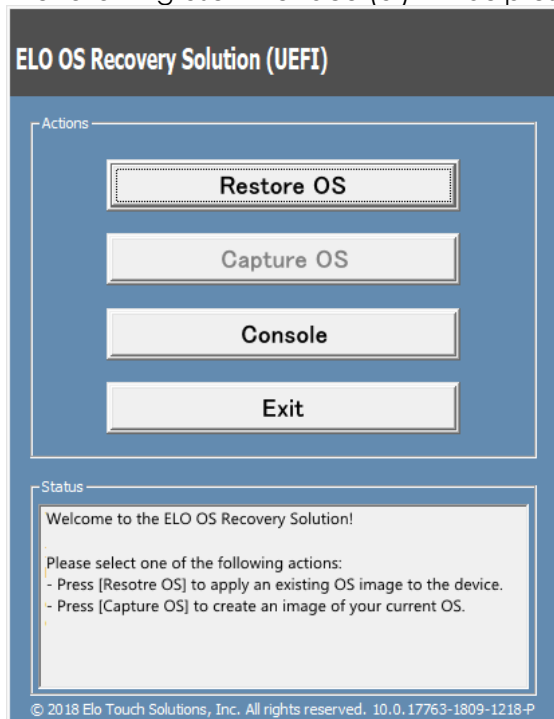 ELO OS Recovery Solution (UEFI)
Actions
Restore OS
Capture OS
Console
Exit
Status
Welcome to the ELO OS Recovery Solution!
Please select one of the following actions:
- Press [Resotre OS] to apply an existing OS image to the device.
- Press [Capture OS] to create an image of your current OS.
© 2018 Elo Touch Solutions, Inc. All rights reserved. 10.0.17763-1809-1218-P